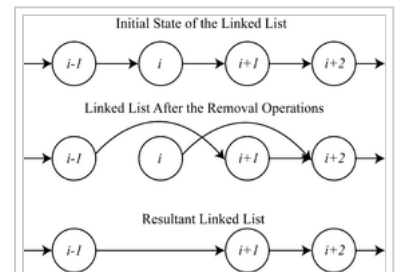 Initial State of the Linked List
i-1 i i+1 i+2
Linked List After the Removal Operations
i-1 i i+1 i+2
Resultant Linked List
i-1 i+1 i+2